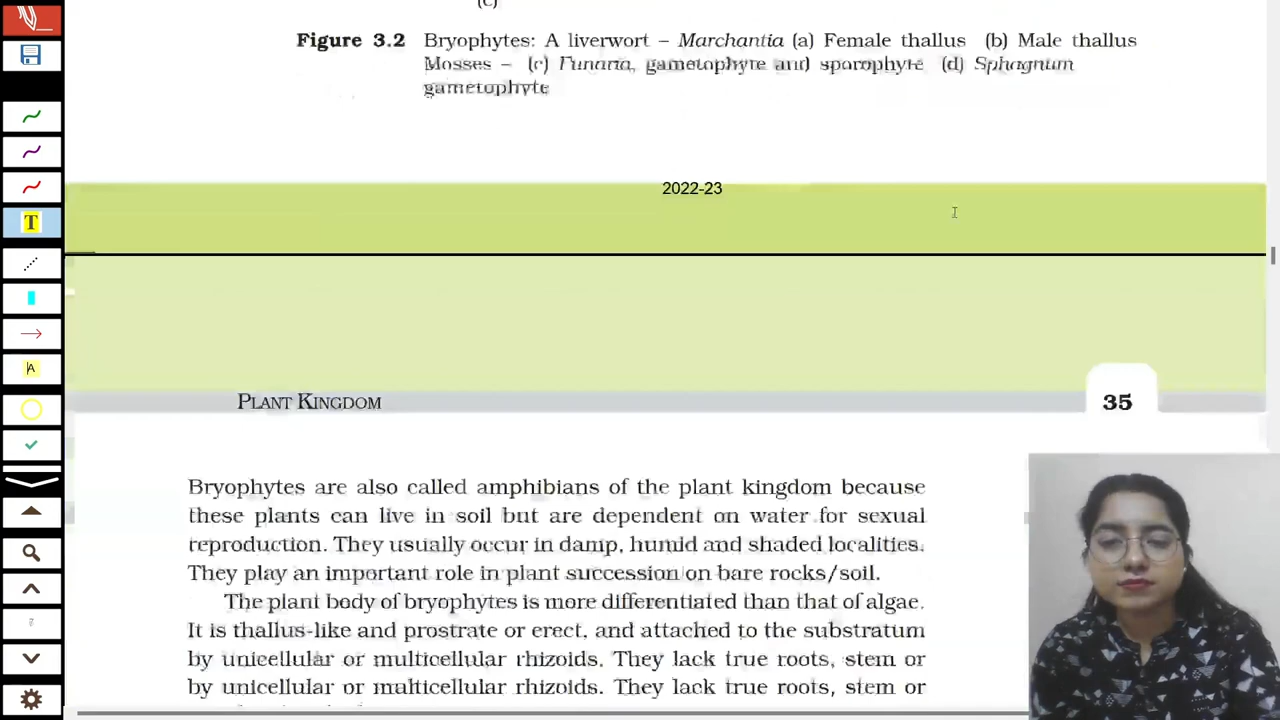 (c)
Figure 3.2 Bryophytes: A liverwort – Marchantia (a) Female thallus (b) Male thallus
Mosses – (c) Funaria, gametophyte and sporophyte (d) Sphagnum
gametophyte
2022-23
PLANT KINGDOM 35
Bryophytes are also called amphibians of the plant kingdom because
these plants can live in soil but are dependent on water for sexual
reproduction. They usually occur in damp, humid and shaded localities.
They play an important role in plant succession on bare rocks/soil.
The plant body of bryophytes is more differentiated than that of algae.
It is thallus-like and prostrate or erect, and attached to the substratum
by unicellular or multicellular rhizoids. They lack true roots, stem or
by unicellular or multicellular rhizoids. They lack true roots, stem or